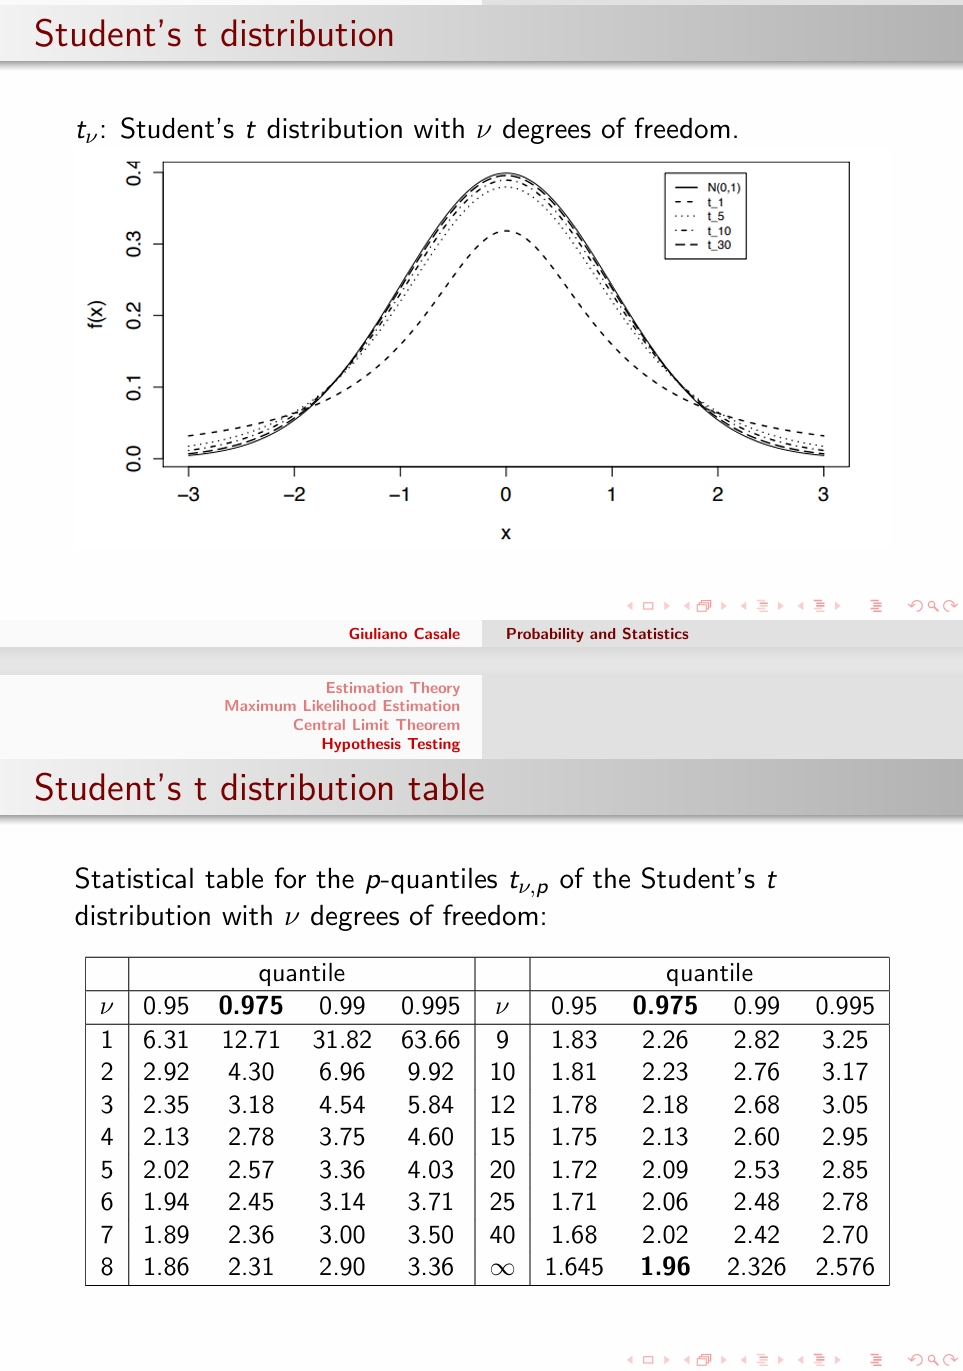 Student's t distribution
tν: Student's t distribution with ν degrees of freedom.
0.4
0.3
0.2
0.1
0.0
f(x)
N(0,1)
t_1
t_5
t_10
t_30
−3 −2 −1 0 1 2 3
x
Giuliano Casale Probability and Statistics
Estimation Theory
Maximum Likelihood Estimation
Central Limit Theorem
Hypothesis Testing
Student's t distribution table
Statistical table for the p-quantiles tν,p of the Student's t
distribution with ν degrees of freedom:
quantile quantile
ν 0.95 0.975 0.99 0.995 ν 0.95 0.975 0.99 0.995
1 6.31 12.71 31.82 63.66 9 1.83 2.26 2.82 3.25
2 2.92 4.30 6.96 9.92 10 1.81 2.23 2.76 3.17
3 2.35 3.18 4.54 5.84 12 1.78 2.18 2.68 3.05
4 2.13 2.78 3.75 4.60 15 1.75 2.13 2.60 2.95
5 2.02 2.57 3.36 4.03 20 1.72 2.09 2.53 2.85
6 1.94 2.45 3.14 3.71 25 1.71 2.06 2.48 2.78
7 1.89 2.36 3.00 3.50 40 1.68 2.02 2.42 2.70
8 1.86 2.31 2.90 3.36 ∞ 1.645 1.96 2.326 2.576